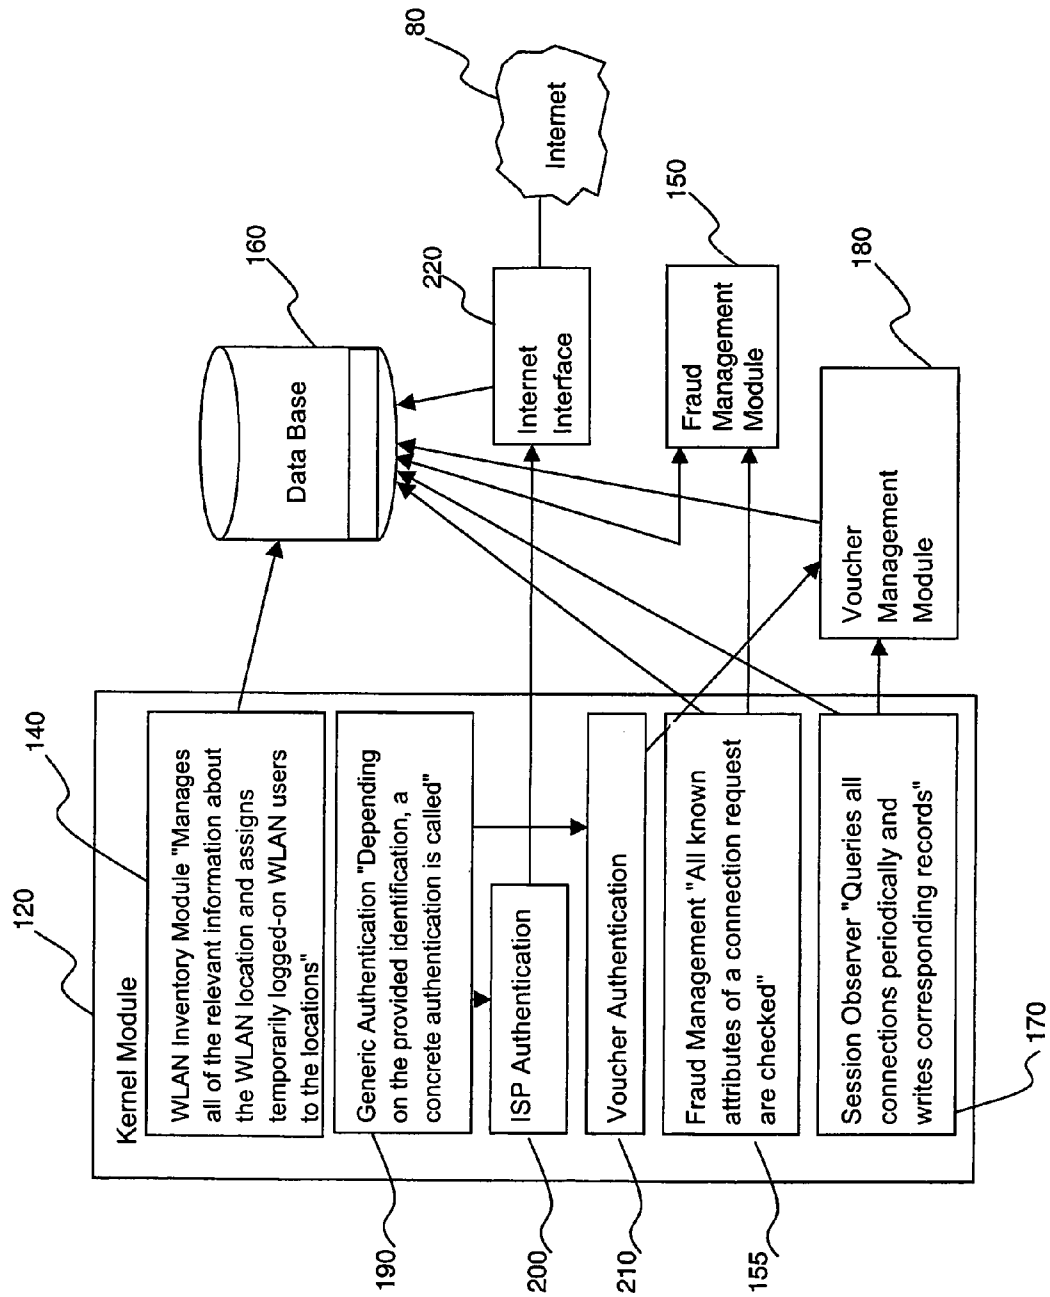 120
140
Kernel Module
WLAN Inventory Module "Manages
all of the relevant information about
the WLAN location and assigns
temporarily logged-on WLAN users
to the locations"
190
Generic Authentication "Depending
on the provided identification, a
concrete authentication is called"
200
ISP Authentication
210
Voucher Authentication
155
Fraud Management "All known
attributes of a connection request
are checked"
Session Observer "Queries all
connections periodically and
writes corresponding records"
170
160
Data Base
220
Internet
Interface
80
Internet
150
Fraud
Management
Module
180
Voucher
Management
Module